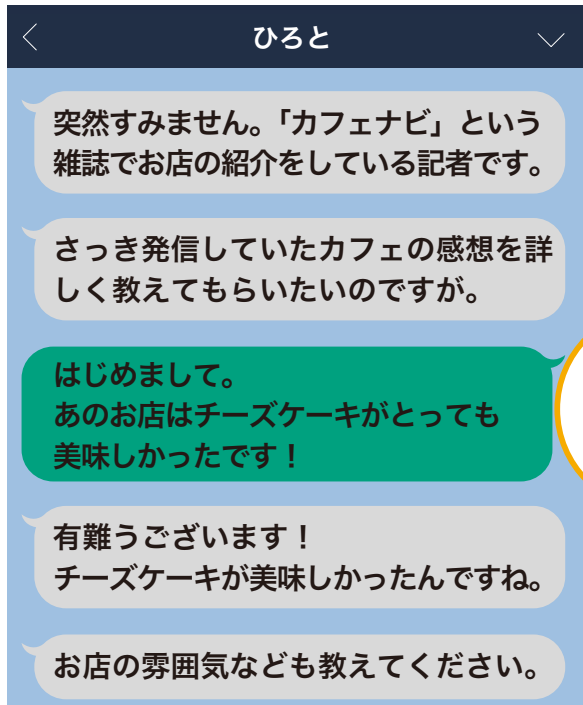 ひろと
突然すみません。「カフェナビ」という
雑誌でお店の紹介をしている記者です。
さっき発信していたカフェの感想を詳
しく教えてもらいたいのですが。
はじめまして。
あのお店はチーズケーキがとっても
美味しかったです！
有難うございます！
チーズケーキが美味しかったんですね。
お店の雰囲気なども教えてください。